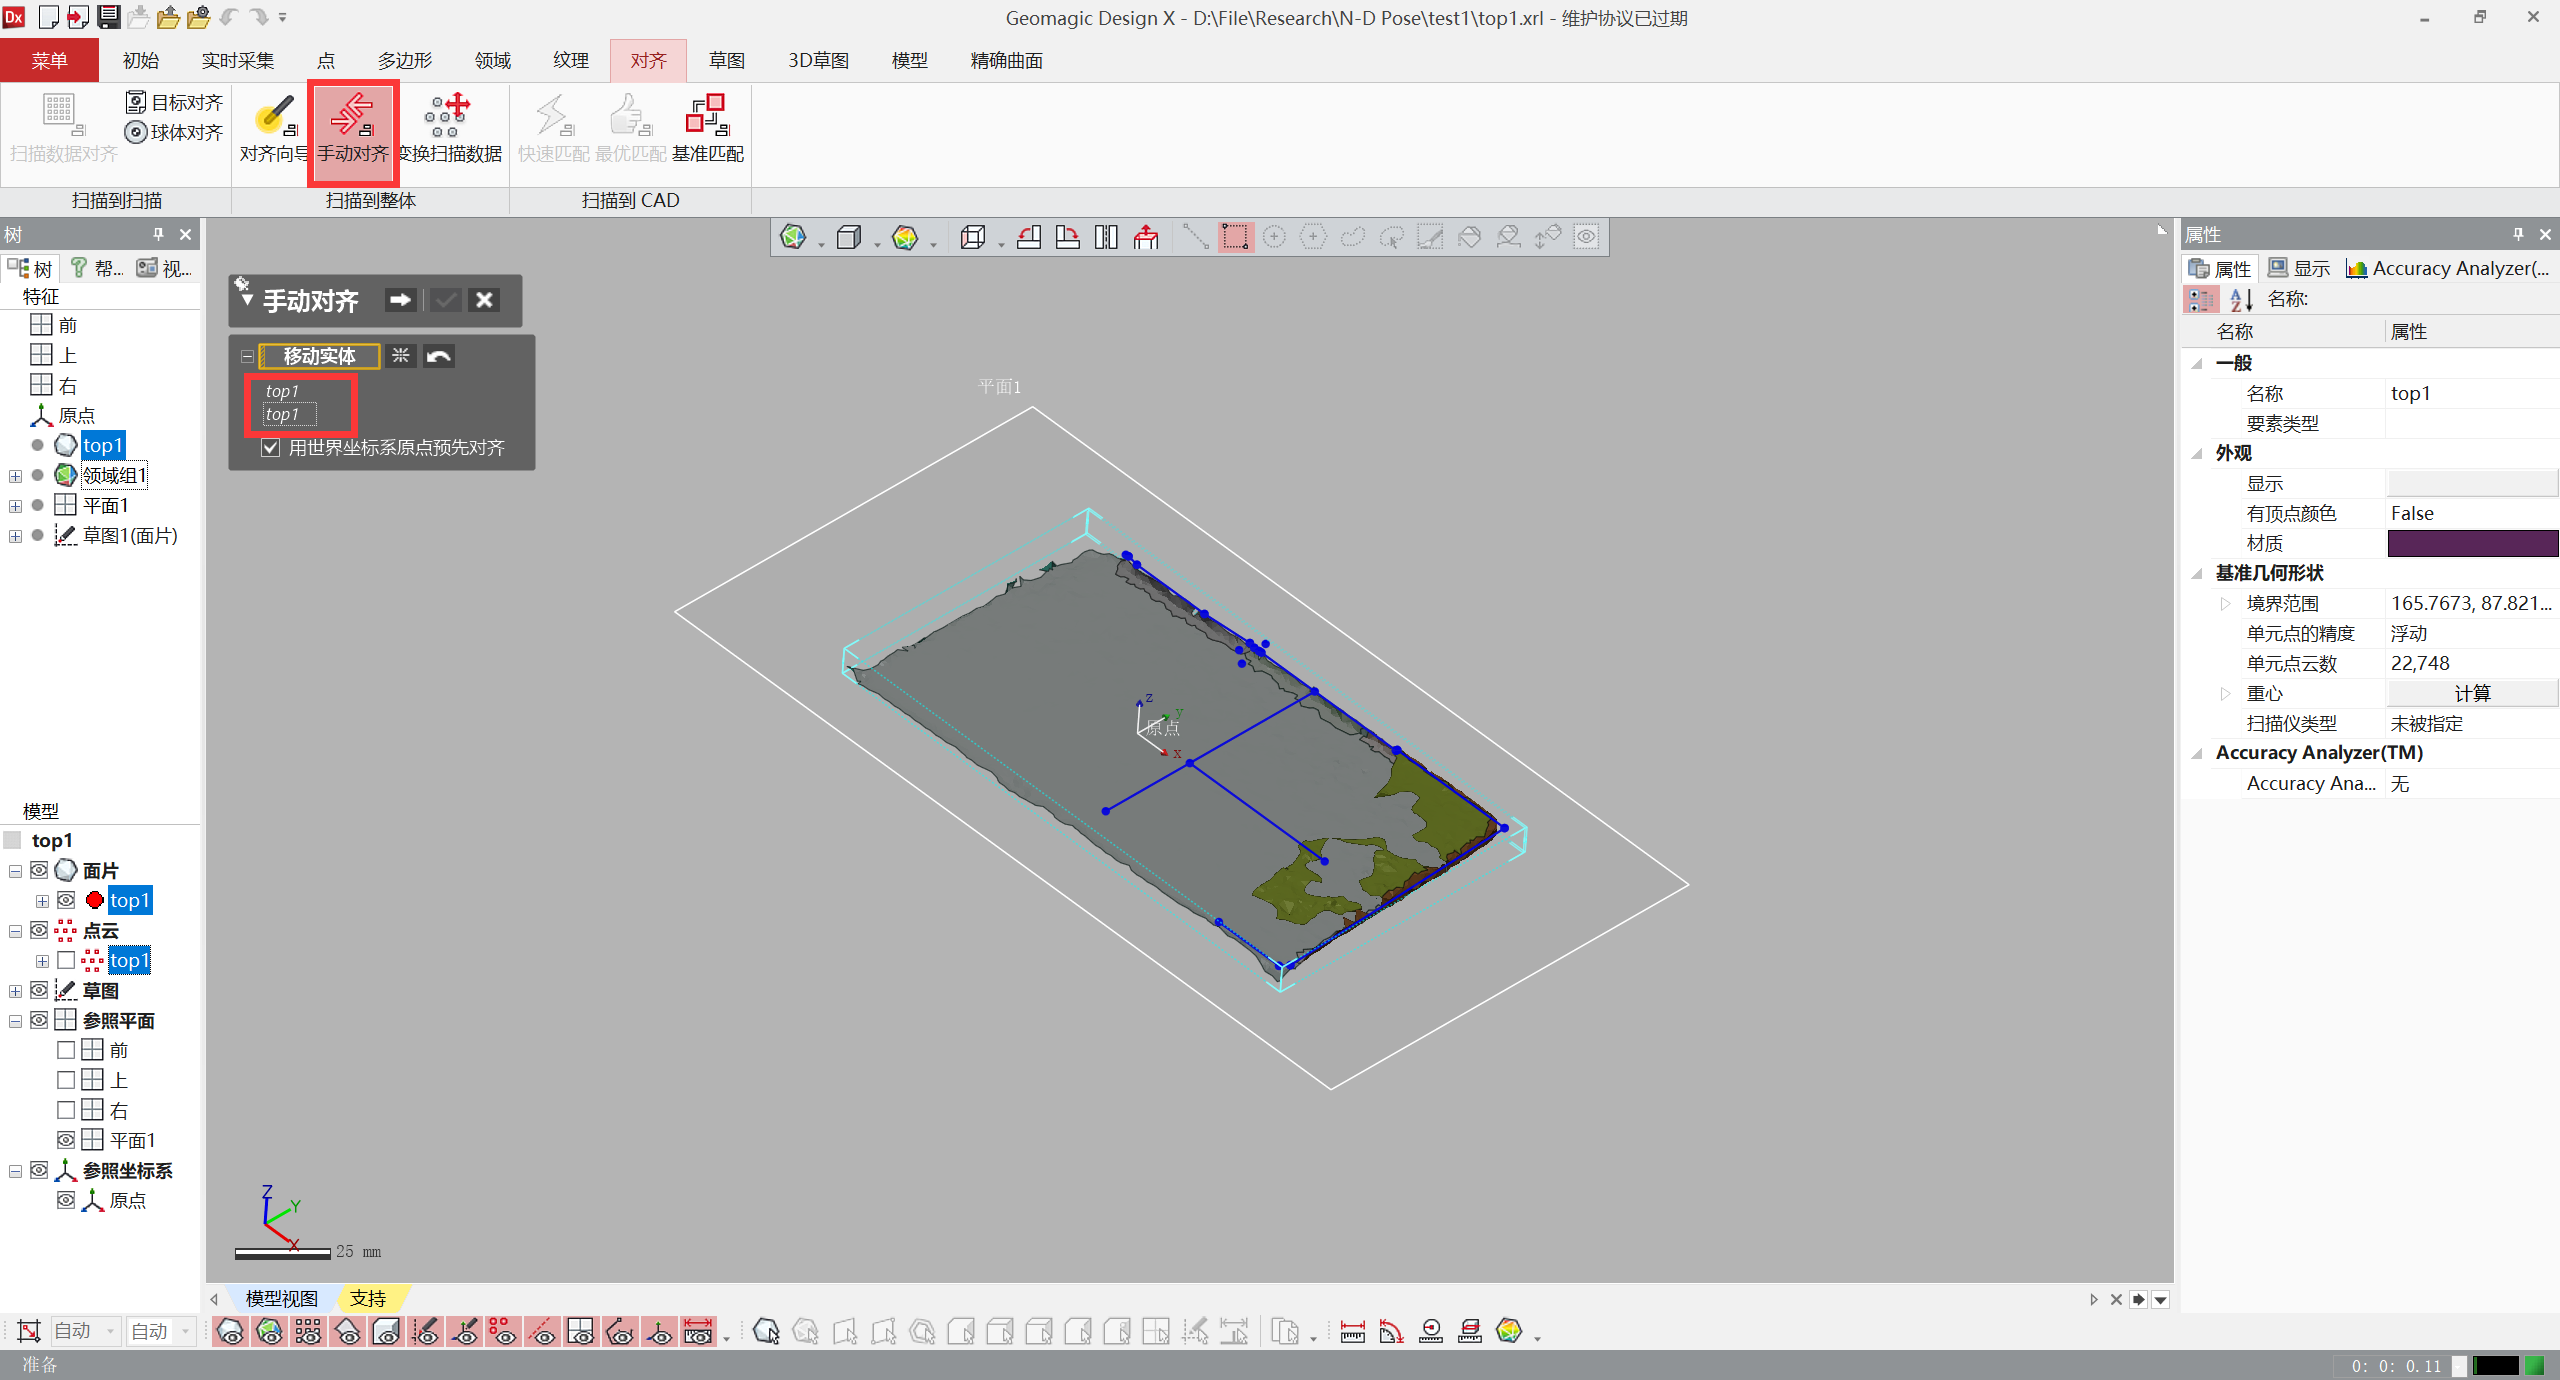 Dx
Geomagic Design X - D:\File\Research\N-D Pose\test1\top1.xrl - 维护协议已过期
菜单 初始 实时采集 点 多边形 领域 纹理 对齐 草图 3D草图 模型 精确曲面
扫描数据对齐 目标对齐 球体对齐 对齐向导 手动对齐 变换扫描数据 快速匹配 最优匹配 基准匹配
扫描到扫描 扫描到整体 扫描到 CAD
树
树 帮... 视...
特征
前
上
右
原点
top1
领域组1
平面1
草图1(面片)
模型
top1
面片
top1
点云
top1
草图
参照平面
前
上
右
平面1
参照坐标系
原点
手动对齐
移动实体
top1
top1
用世界坐标系原点预先对齐
平面1
z
y
原点
x
Z
Y
X
25 mm
模型视图 支持
属性
属性 显示 Accuracy Analyzer(...
名称:
名称 属性
一般
名称 top1
要素类型
外观
显示
有顶点颜色 False
材质
基准几何形状
境界范围 165.7673, 87.821...
单元点的精度 浮动
单元点云数 22,748
重心 计算
扫描仪类型 未被指定
Accuracy Analyzer(TM)
Accuracy Ana... 无
自动 自动
准备
0: 0: 0.11